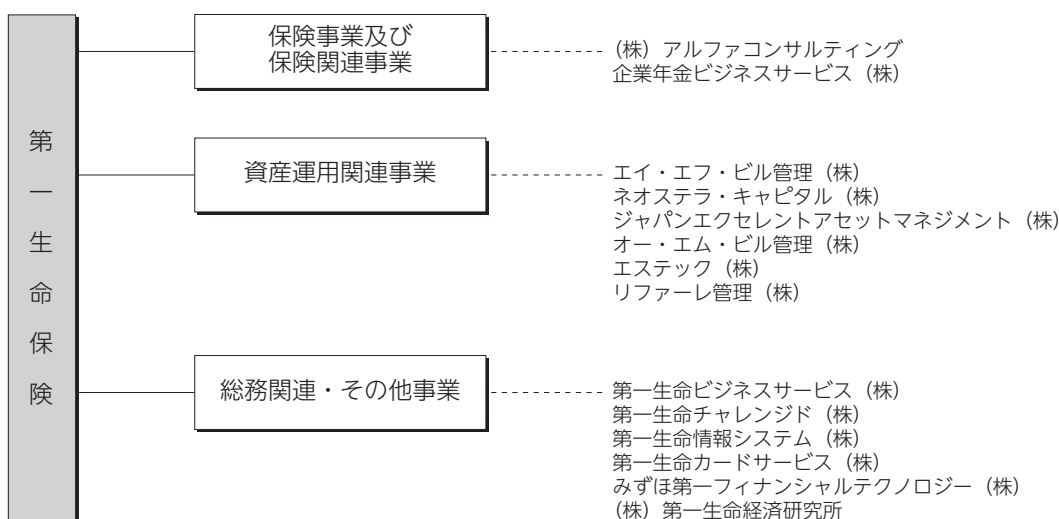 第一生命保険
保険事業及び
保険関連事業
(株)アルファコンサルティング
企業年金ビジネスサービス(株)
資産運用関連事業
エイ・エフ・ビル管理(株)
ネオステラ・キャピタル(株)
ジャパンエクセレントアセットマネジメント(株)
オー・エム・ビル管理(株)
エステック(株)
リファーレ管理(株)
総務関連・その他事業
第一生命ビジネスサービス(株)
第一生命チャレンジド(株)
第一生命情報システム(株)
第一生命カードサービス(株)
みずほ第一フィナンシャルテクノロジー(株)
(株)第一生命経済研究所